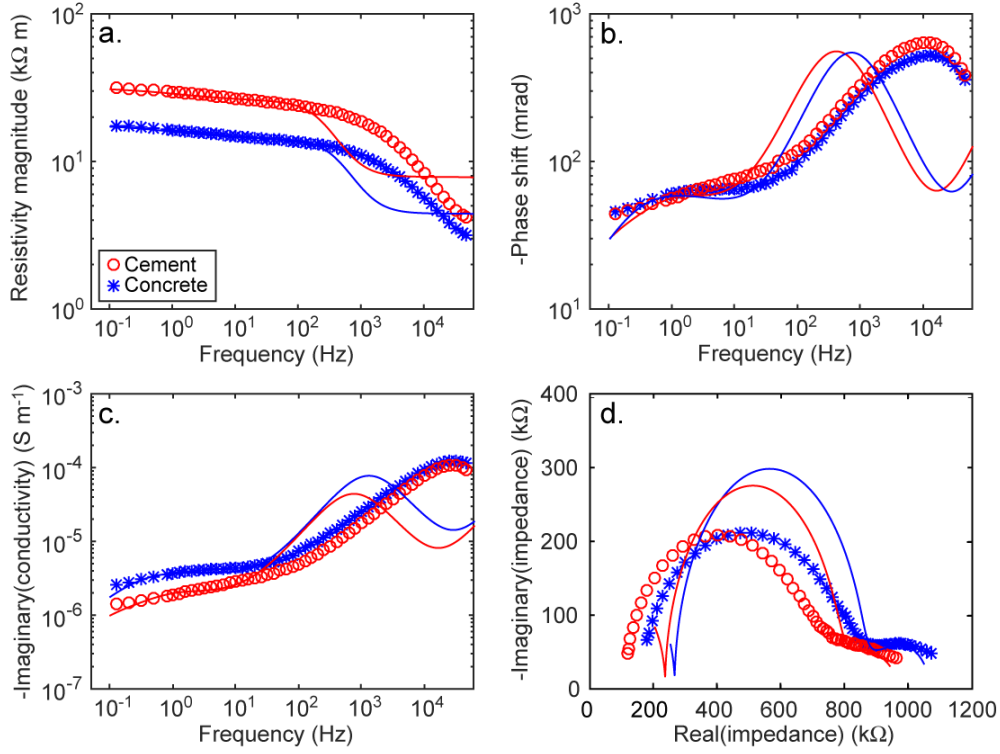 a.
Resistivity magnitude (kΩ m)
10^2
10^1
10^0
Cement
Concrete
10^-1 10^0 10^1 10^2 10^3 10^4
Frequency (Hz)
b.
-Phase shift (mrad)
10^3
10^2
10^1
10^-1 10^0 10^1 10^2 10^3 10^4
Frequency (Hz)
c.
-Imaginary(conductivity) (S m^-1)
10^-3
10^-4
10^-5
10^-6
10^-7
10^-1 10^0 10^1 10^2 10^3 10^4
Frequency (Hz)
d.
-Imaginary(impedance) (kΩ)
400
300
200
100
0
200 400 600 800 1000 1200
Real(impedance) (kΩ)